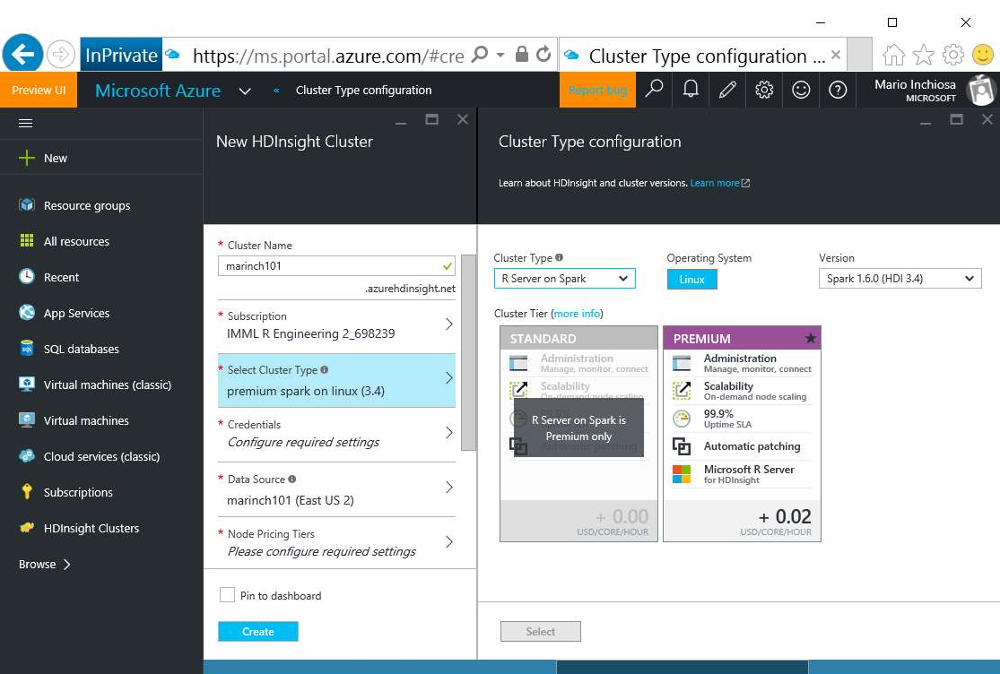 InPrivate
https://ms.portal.azure.com/#cre
Cluster Type configuration ...
Preview UI
Microsoft Azure
«
Cluster Type configuration
Report bug
Mario Inchiosa
MICROSOFT
New
Resource groups
All resources
Recent
App Services
SQL databases
Virtual machines (classic)
Virtual machines
Cloud services (classic)
Subscriptions
HDInsight Clusters
Browse
New HDInsight Cluster
* Cluster Name
marinch101
.azurehdinsight.net
* Subscription
IMML R Engineering 2_698239
* Select Cluster Type
premium spark on linux (3.4)
* Credentials
Configure required settings
* Data Source
marinch101 (East US 2)
* Node Pricing Tiers
Please configure required settings
Pin to dashboard
Create
Cluster Type configuration
Learn about HDInsight and cluster versions. Learn more
Cluster Type
R Server on Spark
Operating System
Linux
Version
Spark 1.6.0 (HDI 3.4)
Cluster Tier (more info)
STANDARD
Administration
Manage, monitor, connect
Scalability
On-demand node scaling
R Server on Spark is
Premium only
Automatic patching
+ 0.00
USD/CORE/HOUR
PREMIUM
Administration
Manage, monitor, connect
Scalability
On-demand node scaling
99.9%
Uptime SLA
Automatic patching
Microsoft R Server
for HDInsight
+ 0.02
USD/CORE/HOUR
Select